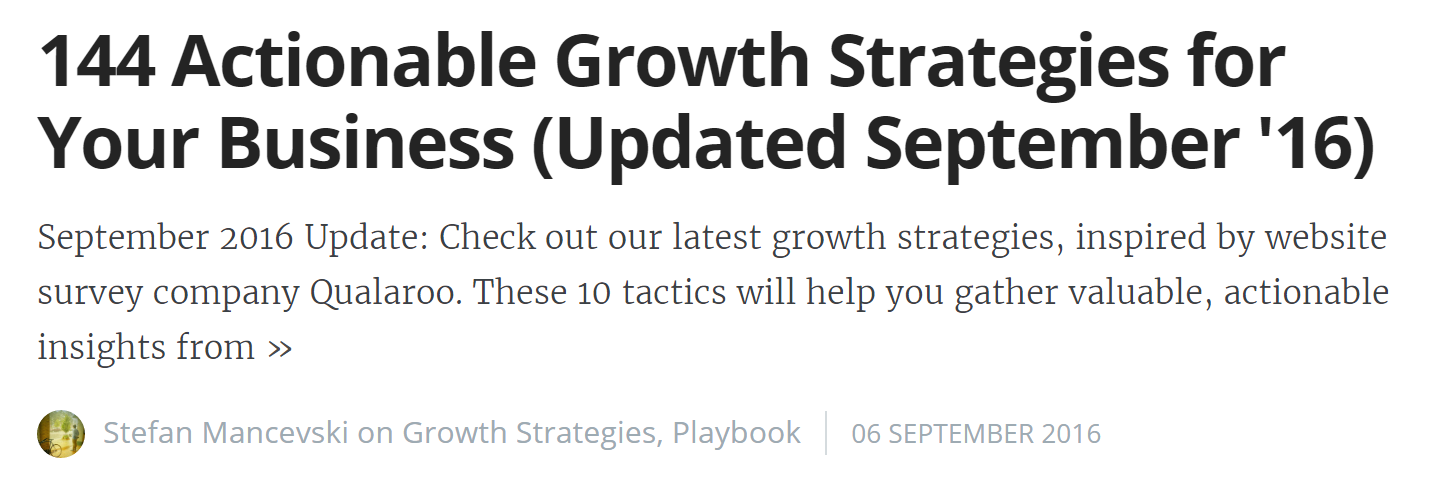 144 Actionable Growth Strategies for
Your Business (Updated September '16)
September 2016 Update: Check out our latest growth strategies, inspired by website
survey company Qualaroo. These 10 tactics will help you gather valuable, actionable
insights from »
Stefan Mancevski on Growth Strategies, Playbook 06 SEPTEMBER 2016